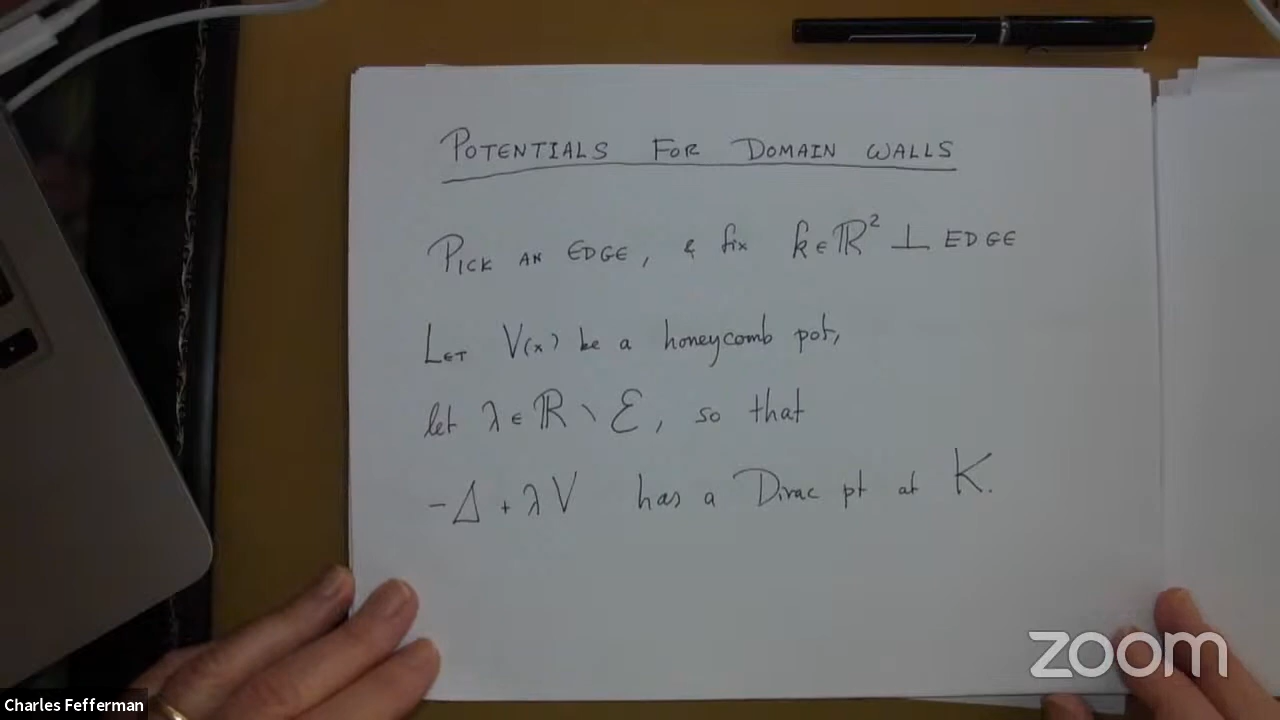 POTENTIALS FOR DOMAIN WALLS
PICK AN EDGE, & fix k ∈ ℝ² ⊥ EDGE
LET V(x) be a honeycomb pot,
let λ ∈ ℝ \ ℰ, so that
-Δ + λV has a Dirac pt at K.
zoom
Charles Fefferman